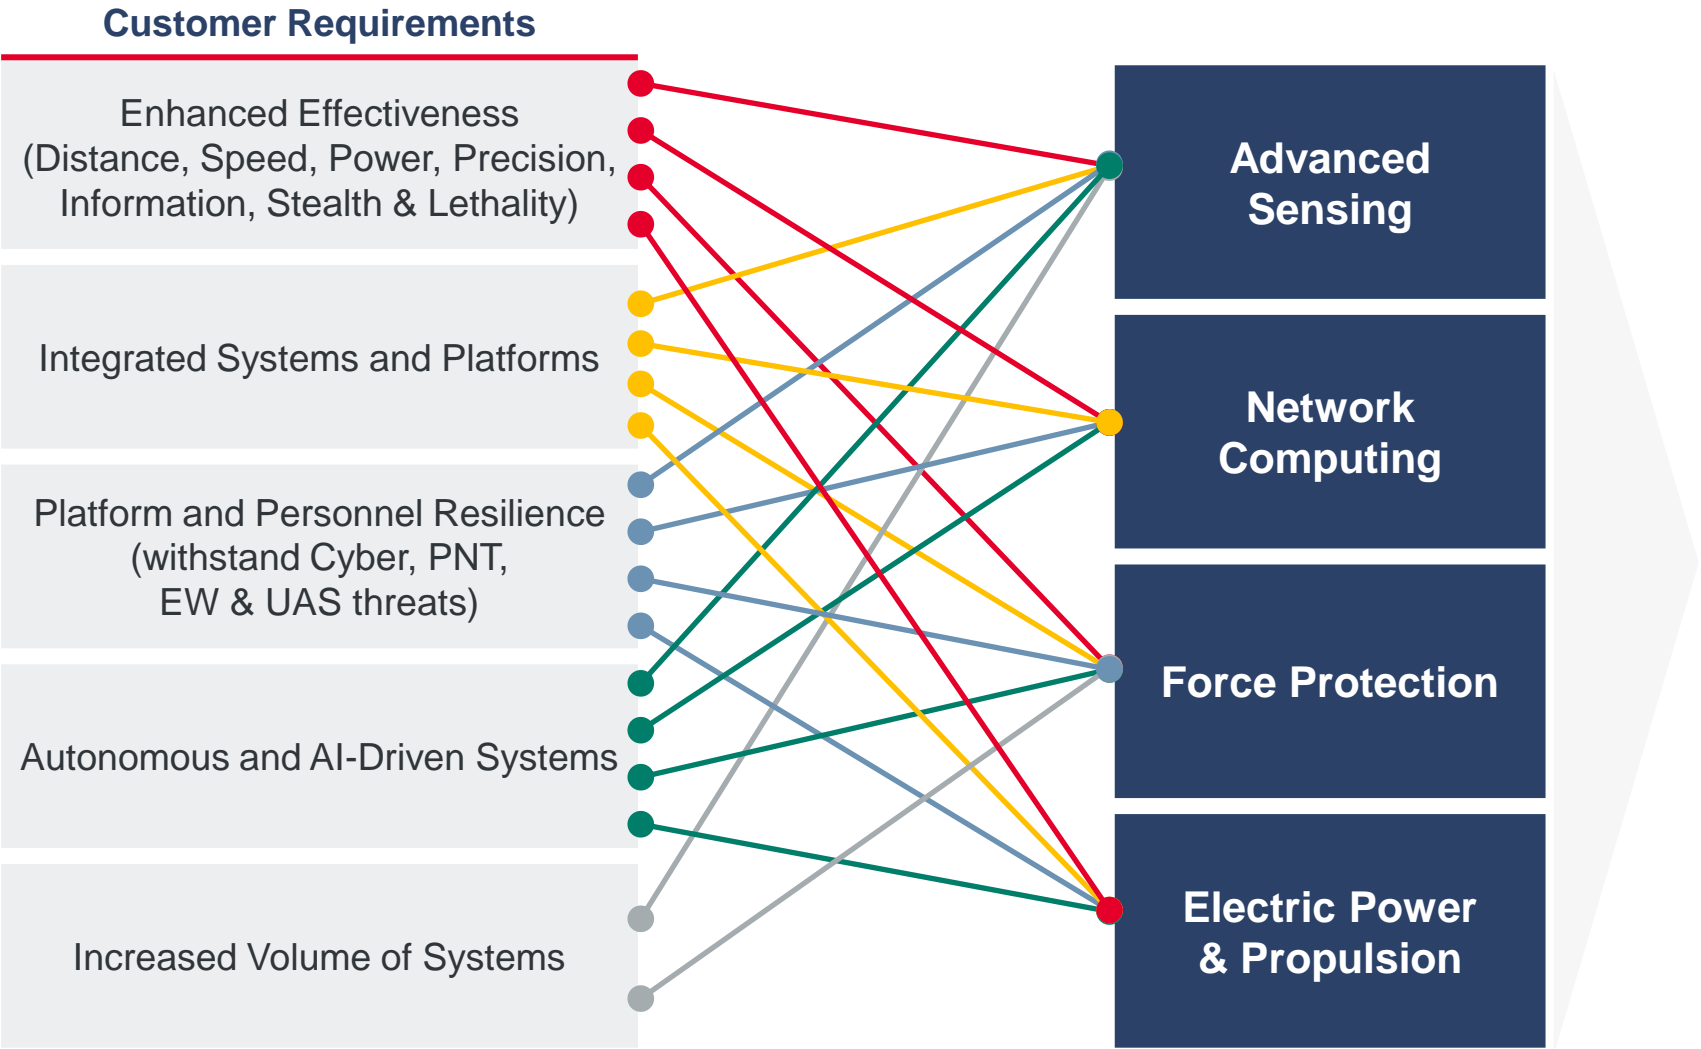 Customer Requirements
Enhanced Effectiveness
(Distance, Speed, Power, Precision,
Information, Stealth & Lethality)
Integrated Systems and Platforms
Platform and Personnel Resilience
(withstand Cyber, PNT,
EW & UAS threats)
Autonomous and AI-Driven Systems
Increased Volume of Systems
Advanced
Sensing
Network
Computing
Force Protection
Electric Power
& Propulsion